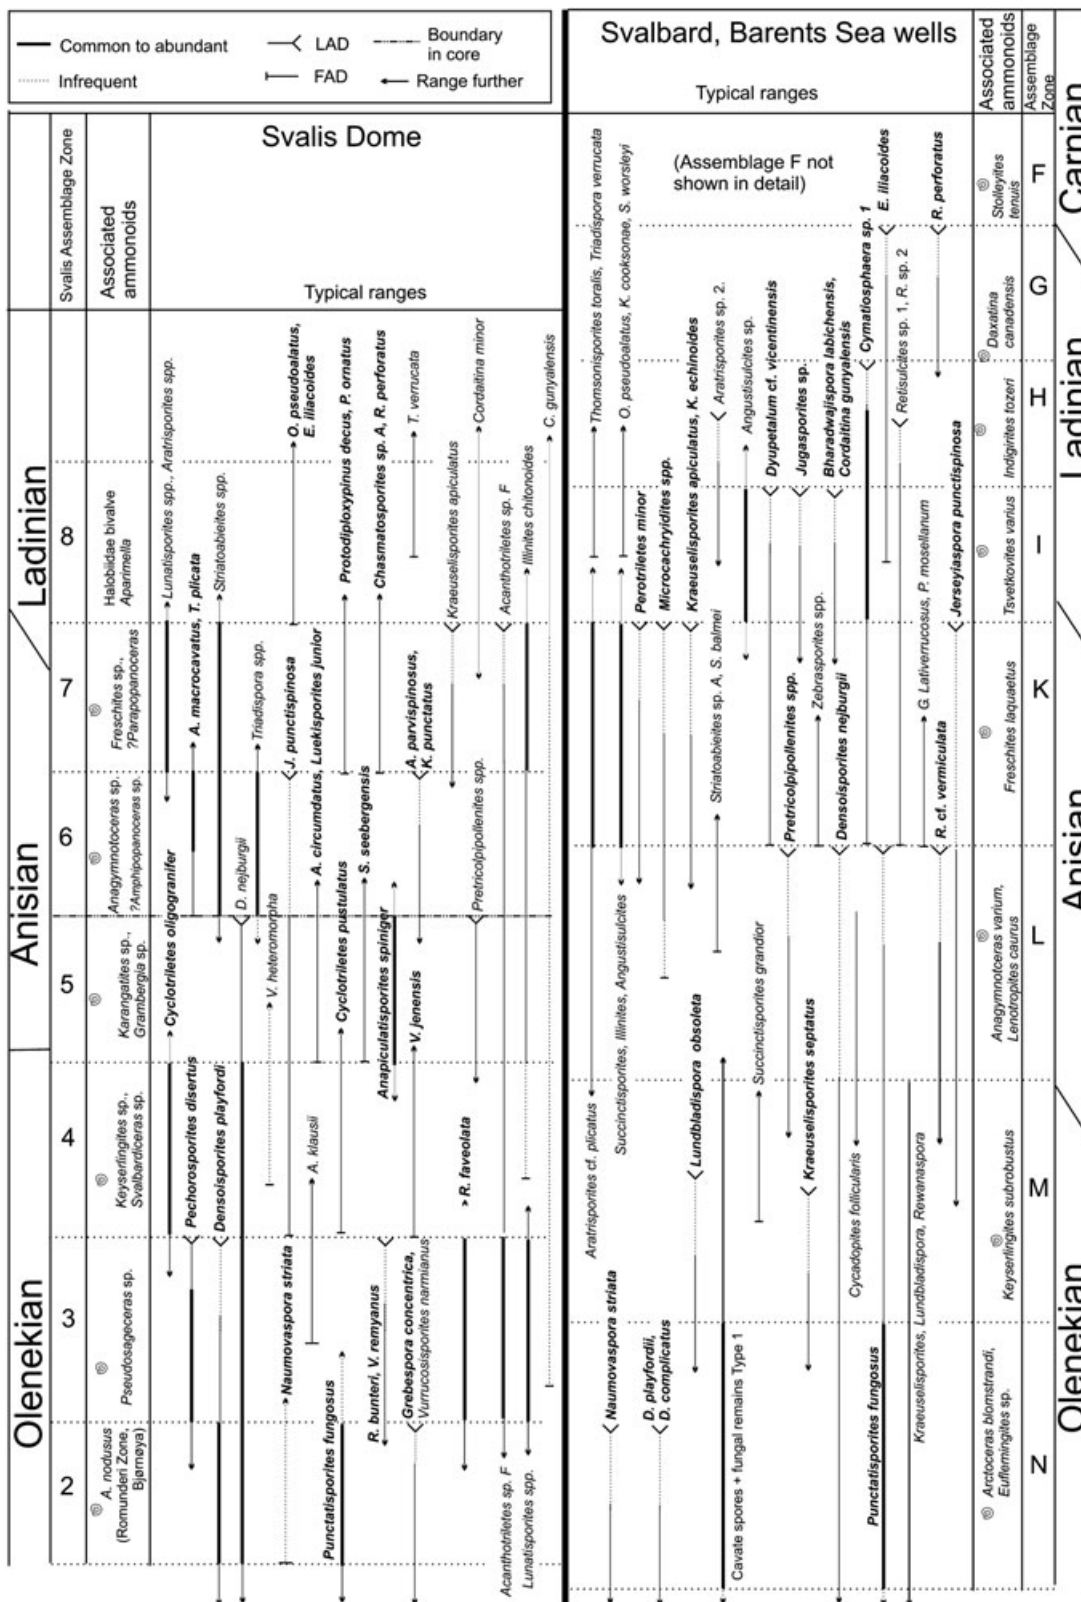 Common to abundant
LAD
Boundary
in core
Infrequent
FAD
Range further
Svalis Assemblage Zone
Associated
ammonoids
Svalis Dome
Typical ranges
Svalbard, Barents Sea wells
Typical ranges
(Assemblage F not
shown in detail)
Associated
ammonoids
Assemblage
Zone
Ladinian
Anisian
Olenekian
8
7
6
5
4
3
2
Halobiidae bivalve
Aparimella
Freschites sp.,
?Parapopanoceras
Anagymnotoceras sp.
?Amphipopanoceras sp.
Karangatites sp.,
Grambergia sp.
Keyserlingites sp.,
Svalbardiceras sp.
Pseudosageceras sp.
A. nodusus
(Romunderi Zone,
Bjørnøya)
Lunatisporites spp., Aratrisporites spp.
A. macrocavatus, T. plicata
Striatoabieites spp.
O. pseudoalatus,
E. iliacoides
Protodiploxypinus decus, P. ornatus
Chasmatosporites sp. A, R. perforatus
T. verrucata
Kraeuselisporites apiculatus
Cordaitina minor
Acanthotriletes sp. F
Illinites chitonoides
C. gunyalensis
Triadispora spp.
J. punctispinosa
A. circumdatus, Luekisporites junior
S. seebergensis
A. parvispinosus,
K. punctatus
Pretricolpipollenites spp.
Cyclotriletes oligogranifer
D. nejburgii
V. heteromorpha
Cyclotriletes pustulatus
Anapiculatisporites spiniger
V. jenensis
Pechorosporites disertus
Densoisporites playfordi
A. klausii
R. faveolata
Naumovaspora striata
Punctatisporites fungosus
R. bunteri, V. remyanus
Grebespora concentrica,
Vurrucosisporites narmianus
Acanthotriletes sp. F
Lunatisporites spp.
Thomsonisporites toralis, Triadispora verrucata
O. pseudoalatus, K. cooksonae, S. worsleyi
Perotriletes minor
Microcachryidites spp.
Kraeuselisporites apiculatus, K. echinoides
Aratrisporites sp. 2.
Angustisulcites sp.
Dyupetalum cf. vicentinensis
Jugasporites sp.
Bharadwajispora labichensis,
Cordaitina gunyalensis
Cymatiosphaera sp. 1
E. iliacoides
Retisulcites sp. 1, R. sp. 2
R. perforatus
Jerseyiaspora punctispinosa
Striatoabieites sp. A, S. balmei
Pretricolpipollenites spp.
Zebrasporites spp.
Densoisporites nejburgii
G. Lativerrucosus, P. mosellanum
R. cf. vermiculata
Aratrisporites cf. plicatus
Succinctisporites, Illinites, Angustisulcites
Lundbladispora obsoleta
Succinctisporites grandior
Kraeuselisporites septatus
Cycadopites follicularis
Naumovaspora striata
D. playfordii,
D. complicatus
Cavate spores + fungal remains Type 1
Punctatisporites fungosus
Kraeuselisporites, Lundbladispora, Rewanaspora
Stolleyites
tenuis
Daxatina
canadensis
Indigirites tozeri
Tsvetkovites varius
Freschites laquaetus
Anagymnotceras varium,
Lenotropites caurus
Keyserlingites subrobustus
Arctoceras blomstrandi,
Euflemingites sp.
F
G
H
I
K
L
M
N
Carnian
Ladinian
Anisian
Olenekian